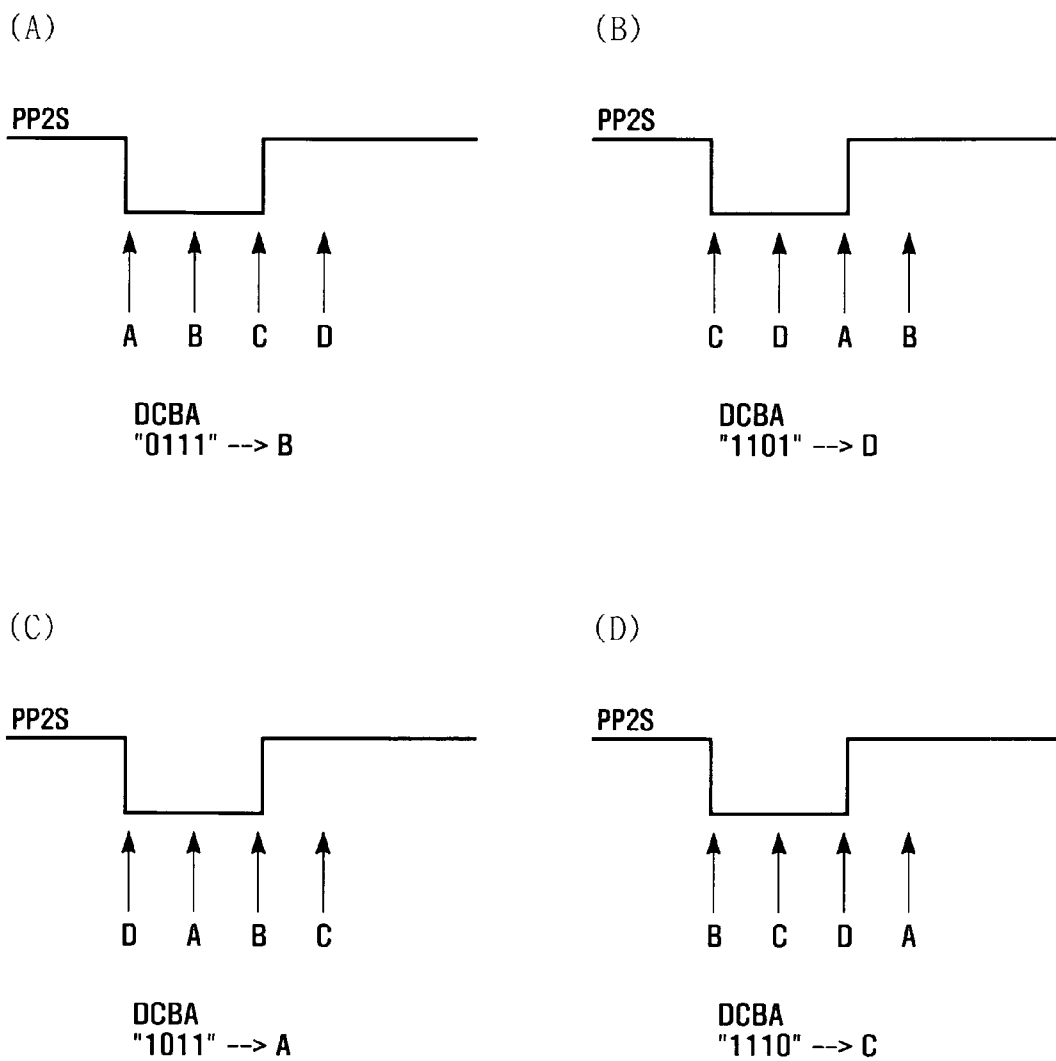 (A)
PP2S
A B C D
DCBA
"0111" --> B
(B)
PP2S
C D A B
DCBA
"1101" --> D
(C)
PP2S
D A B C
DCBA
"1011" --> A
(D)
PP2S
B C D A
DCBA
"1110" --> C